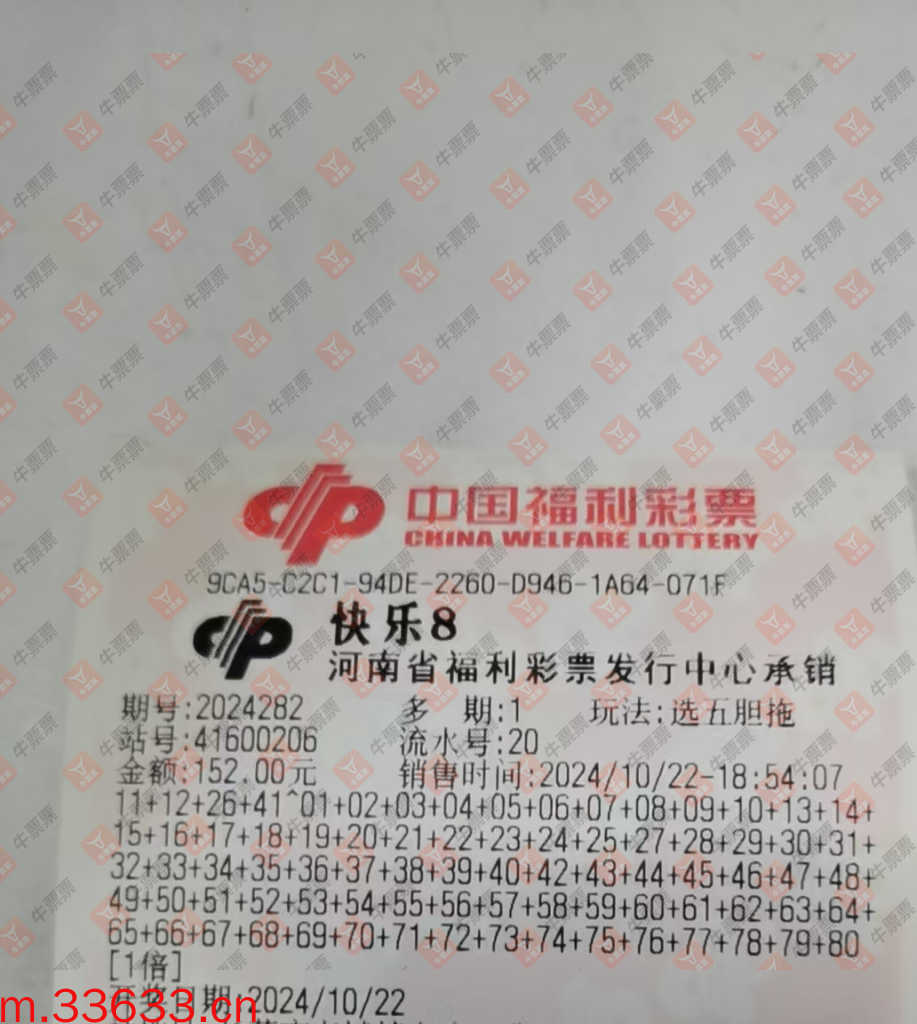 中国福利彩票
CHINA WELFARE LOTTERY
9CA5-C2C1-94DE-2260-D946-1A64-071F
快乐8
河南省福利彩票发行中心承销
期号:2024282 多 期:1 玩法:选五胆拖
站号:41600206 流水号:20
金额:152.00元 销售时间:2024/10/22-18:54:07
11+12+26+41^01+02+03+04+05+06+07+08+09+10+13+14+
15+16+17+18+19+20+21+22+23+24+25+27+28+29+30+31+
32+33+34+35+36+37+38+39+40+42+43+44+45+46+47+48+
49+50+51+52+53+54+55+56+57+58+59+60+61+62+63+64+
65+66+67+68+69+70+71+72+73+74+75+76+77+78+79+80
[1倍]
开奖日期:2024/10/22
m.33633.cn
牛票票